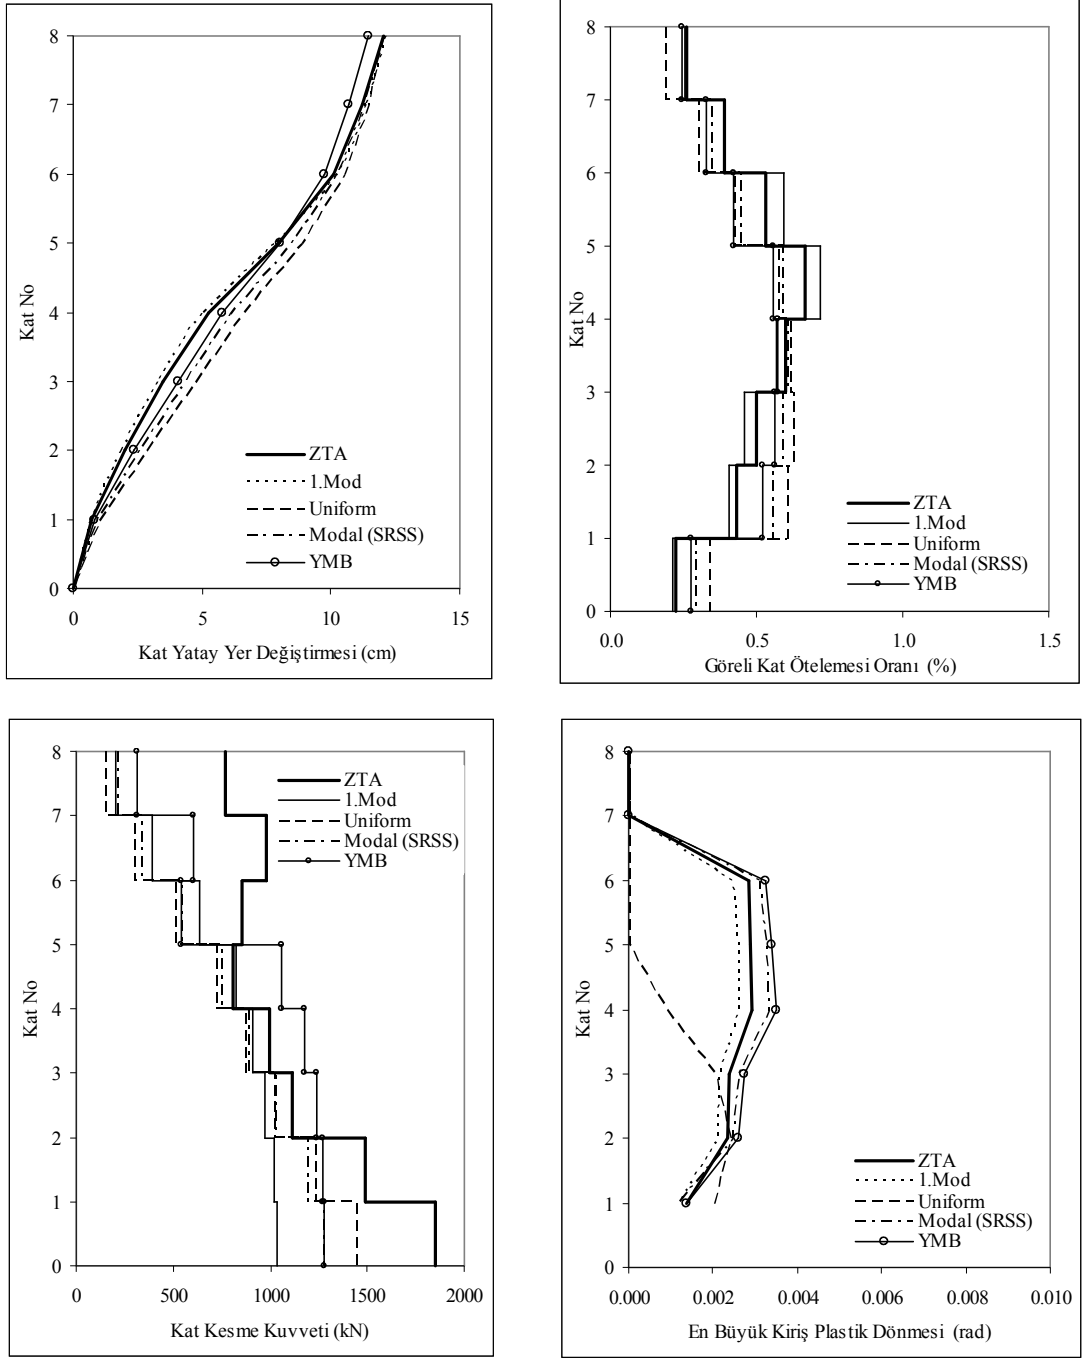 8
7
6
5
4
3
2
1
0
Kat No
ZTA
1.Mod
Uniform
Modal (SRSS)
YMB
0 5 10 15
Kat Yatay Yer Değiştirmesi (cm)
8
7
6
5
4
3
2
1
0
Kat No
ZTA
1.Mod
Uniform
Modal (SRSS)
YMB
0.0 0.5 1.0 1.5
Göreli Kat Ötelemesi Oranı (%)
8
7
6
5
4
3
2
1
0
Kat No
ZTA
1.Mod
Uniform
Modal (SRSS)
YMB
0 500 1000 1500 2000
Kat Kesme Kuvveti (kN)
8
7
6
5
4
3
2
1
0
Kat No
ZTA
1.Mod
Uniform
Modal (SRSS)
YMB
0.000 0.002 0.004 0.006 0.008 0.010
En Büyük Kiriş Plastik Dönmesi (rad)